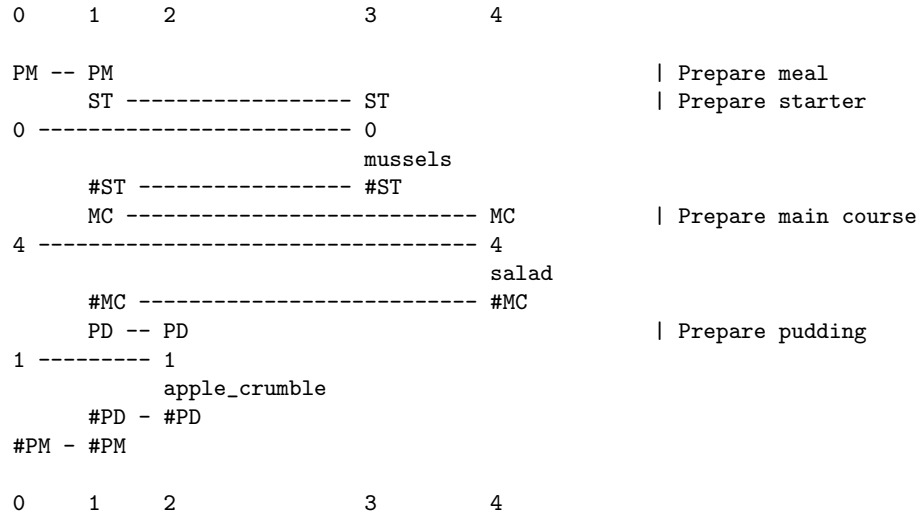 0     1     2               3         4
PM -- PM                                           | Prepare meal
      ST ------------------ ST                     | Prepare starter
0 ------------------------- 0
                            mussels
      #ST ----------------- #ST
      MC ---------------------------- MC           | Prepare main course
4 ----------------------------------- 4
                                      salad
      #MC --------------------------- #MC
      PD -- PD                                     | Prepare pudding
1 --------- 1
            apple_crumble
      #PD - #PD
#PM - #PM
0     1     2               3         4